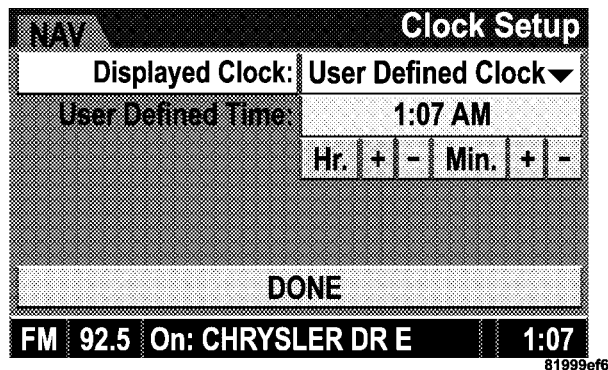 NAV Clock Setup
Displayed Clock: User Defined Clock
User Defined Time: 1:07 AM
Hr. + - Min. + -
DONE
FM 92.5 On: CHRYSLER DR E 1:07
81999ef6